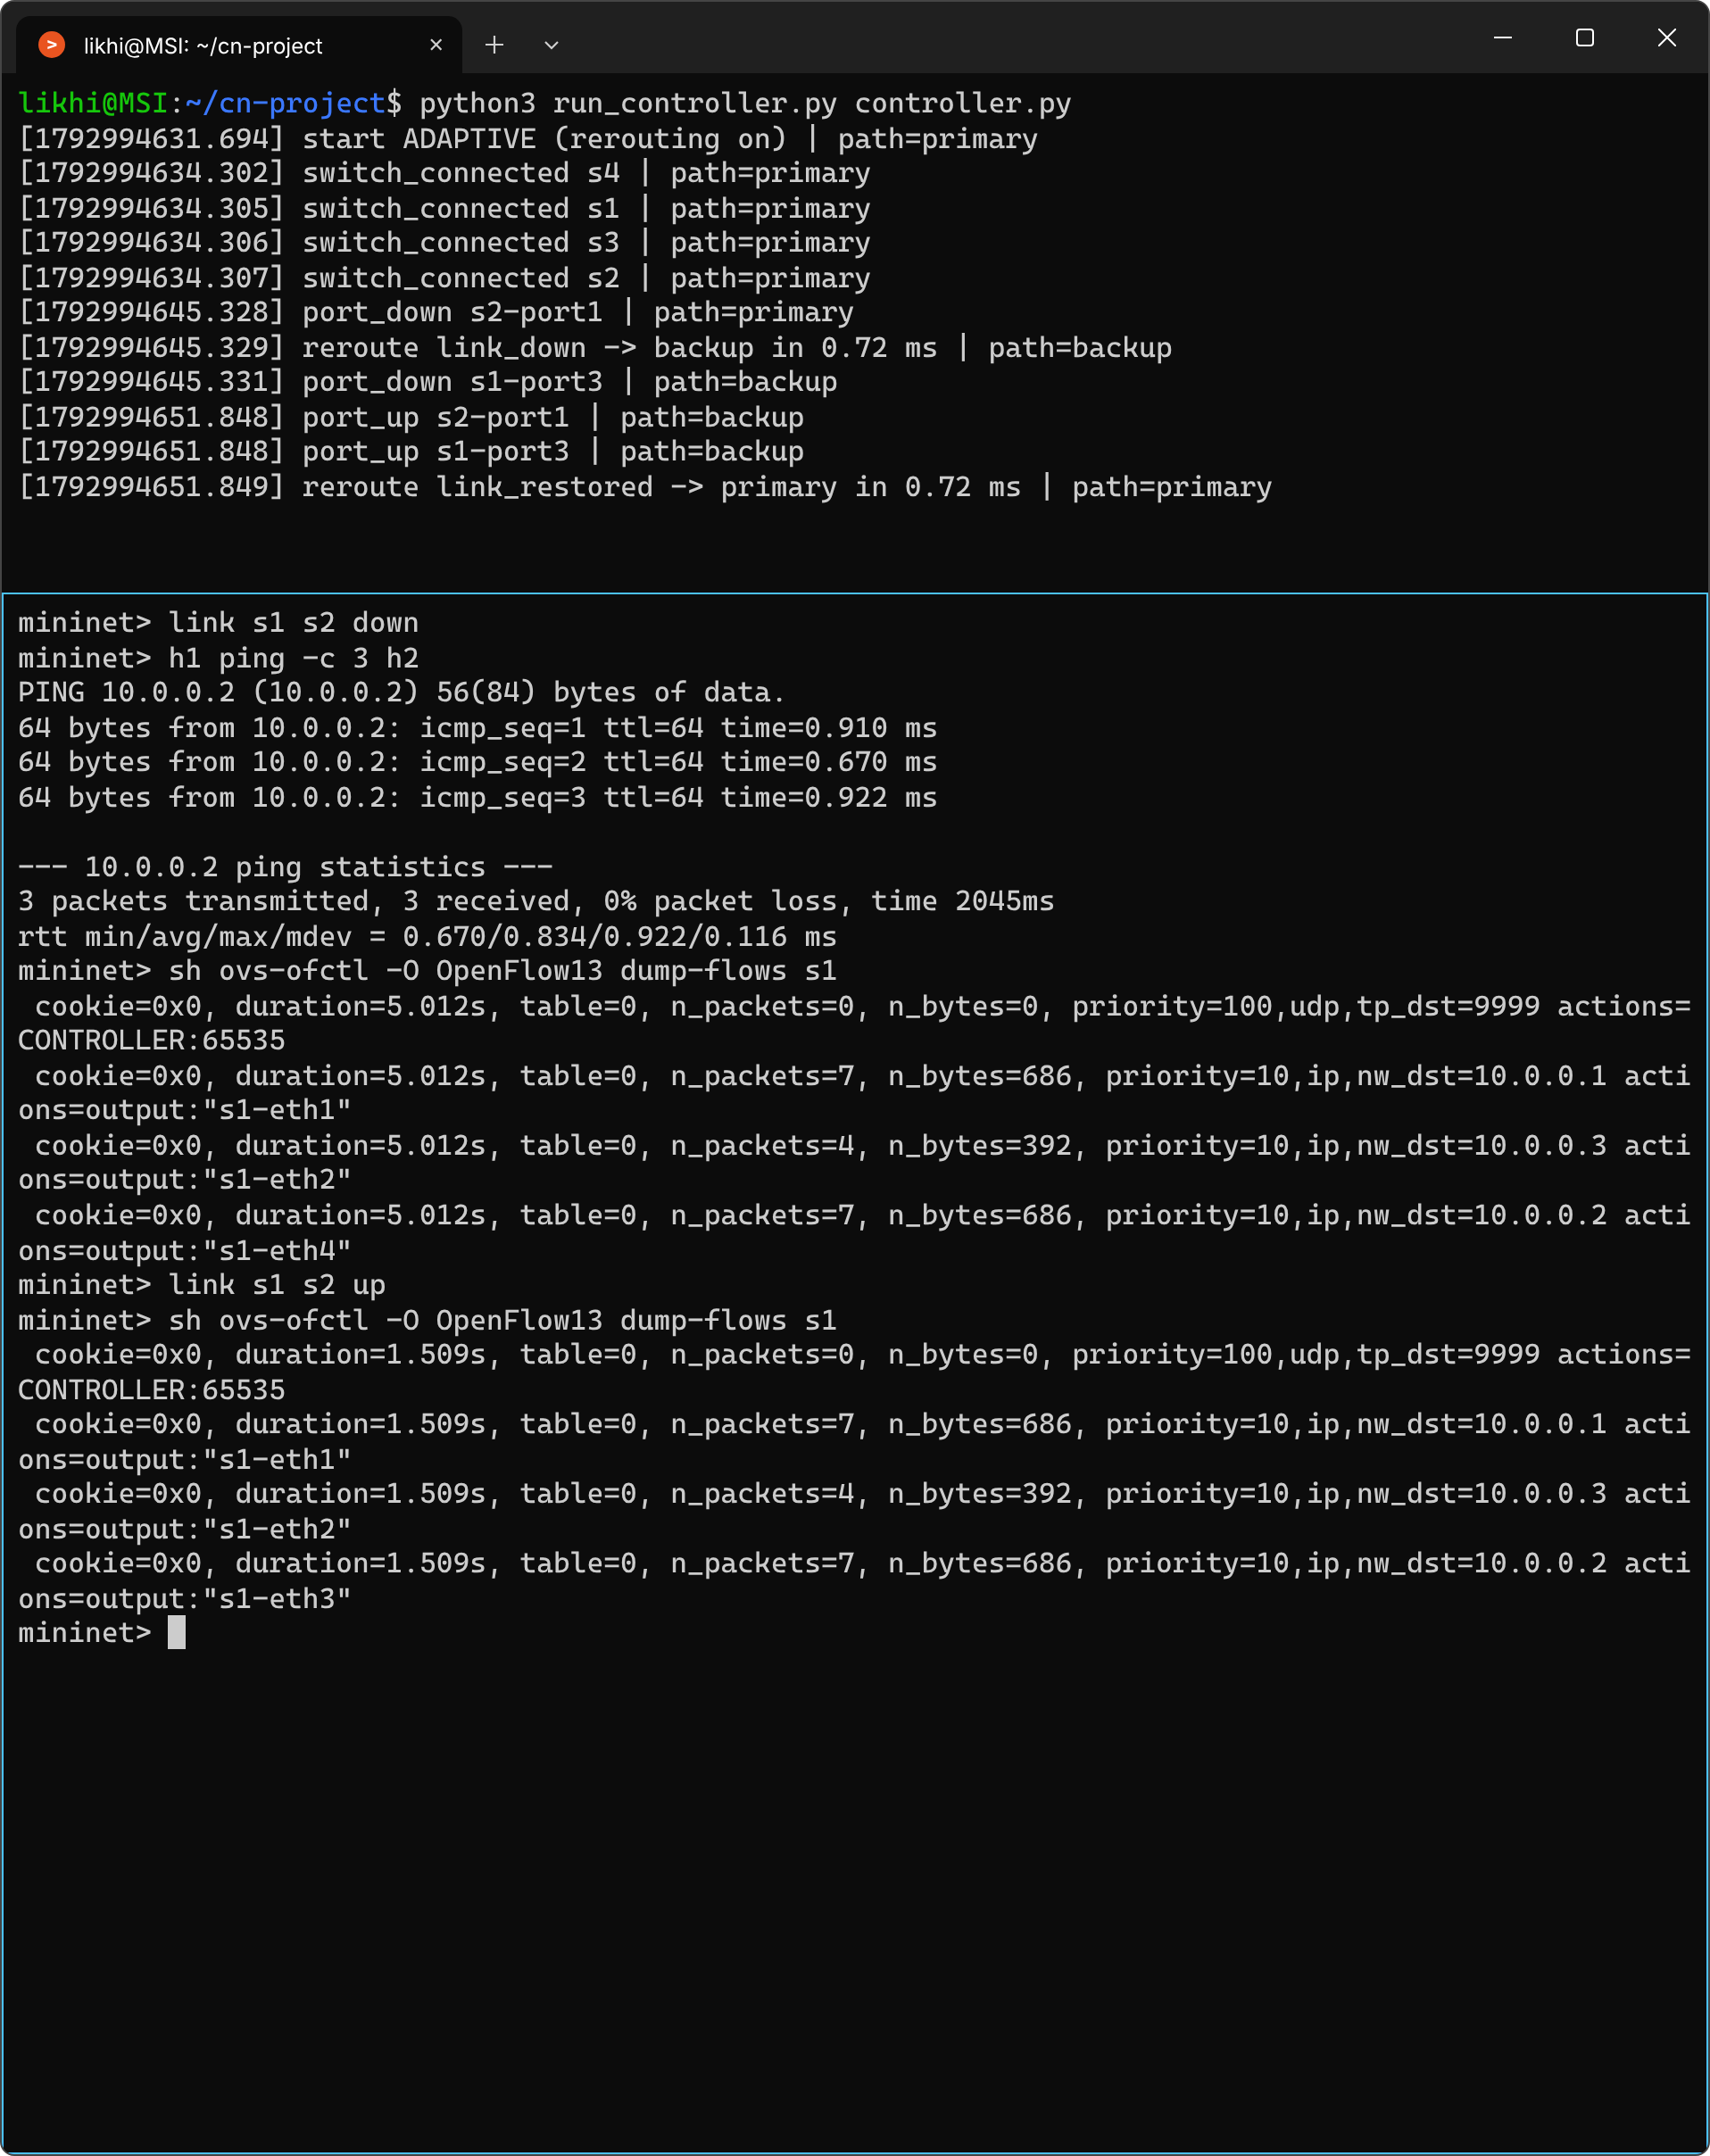 likhi@MSI: ~/cn-project
likhi@MSI:~/cn-project$ python3 run_controller.py controller.py
[1792994631.694] start ADAPTIVE (rerouting on) | path=primary
[1792994634.302] switch_connected s4 | path=primary
[1792994634.305] switch_connected s1 | path=primary
[1792994634.306] switch_connected s3 | path=primary
[1792994634.307] switch_connected s2 | path=primary
[1792994645.328] port_down s2-port1 | path=primary
[1792994645.329] reroute link_down -> backup in 0.72 ms | path=backup
[1792994645.331] port_down s1-port3 | path=backup
[1792994651.848] port_up s2-port1 | path=backup
[1792994651.848] port_up s1-port3 | path=backup
[1792994651.849] reroute link_restored -> primary in 0.72 ms | path=primary
mininet> link s1 s2 down
mininet> h1 ping -c 3 h2
PING 10.0.0.2 (10.0.0.2) 56(84) bytes of data.
64 bytes from 10.0.0.2: icmp_seq=1 ttl=64 time=0.910 ms
64 bytes from 10.0.0.2: icmp_seq=2 ttl=64 time=0.670 ms
64 bytes from 10.0.0.2: icmp_seq=3 ttl=64 time=0.922 ms
--- 10.0.0.2 ping statistics ---
3 packets transmitted, 3 received, 0% packet loss, time 2045ms
rtt min/avg/max/mdev = 0.670/0.834/0.922/0.116 ms
mininet> sh ovs-ofctl -O OpenFlow13 dump-flows s1
 cookie=0x0, duration=5.012s, table=0, n_packets=0, n_bytes=0, priority=100,udp,tp_dst=9999 actions=
CONTROLLER:65535
 cookie=0x0, duration=5.012s, table=0, n_packets=7, n_bytes=686, priority=10,ip,nw_dst=10.0.0.1 acti
ons=output:"s1-eth1"
 cookie=0x0, duration=5.012s, table=0, n_packets=4, n_bytes=392, priority=10,ip,nw_dst=10.0.0.3 acti
ons=output:"s1-eth2"
 cookie=0x0, duration=5.012s, table=0, n_packets=7, n_bytes=686, priority=10,ip,nw_dst=10.0.0.2 acti
ons=output:"s1-eth4"
mininet> link s1 s2 up
mininet> sh ovs-ofctl -O OpenFlow13 dump-flows s1
 cookie=0x0, duration=1.509s, table=0, n_packets=0, n_bytes=0, priority=100,udp,tp_dst=9999 actions=
CONTROLLER:65535
 cookie=0x0, duration=1.509s, table=0, n_packets=7, n_bytes=686, priority=10,ip,nw_dst=10.0.0.1 acti
ons=output:"s1-eth1"
 cookie=0x0, duration=1.509s, table=0, n_packets=4, n_bytes=392, priority=10,ip,nw_dst=10.0.0.3 acti
ons=output:"s1-eth2"
 cookie=0x0, duration=1.509s, table=0, n_packets=7, n_bytes=686, priority=10,ip,nw_dst=10.0.0.2 acti
ons=output:"s1-eth3"
mininet>